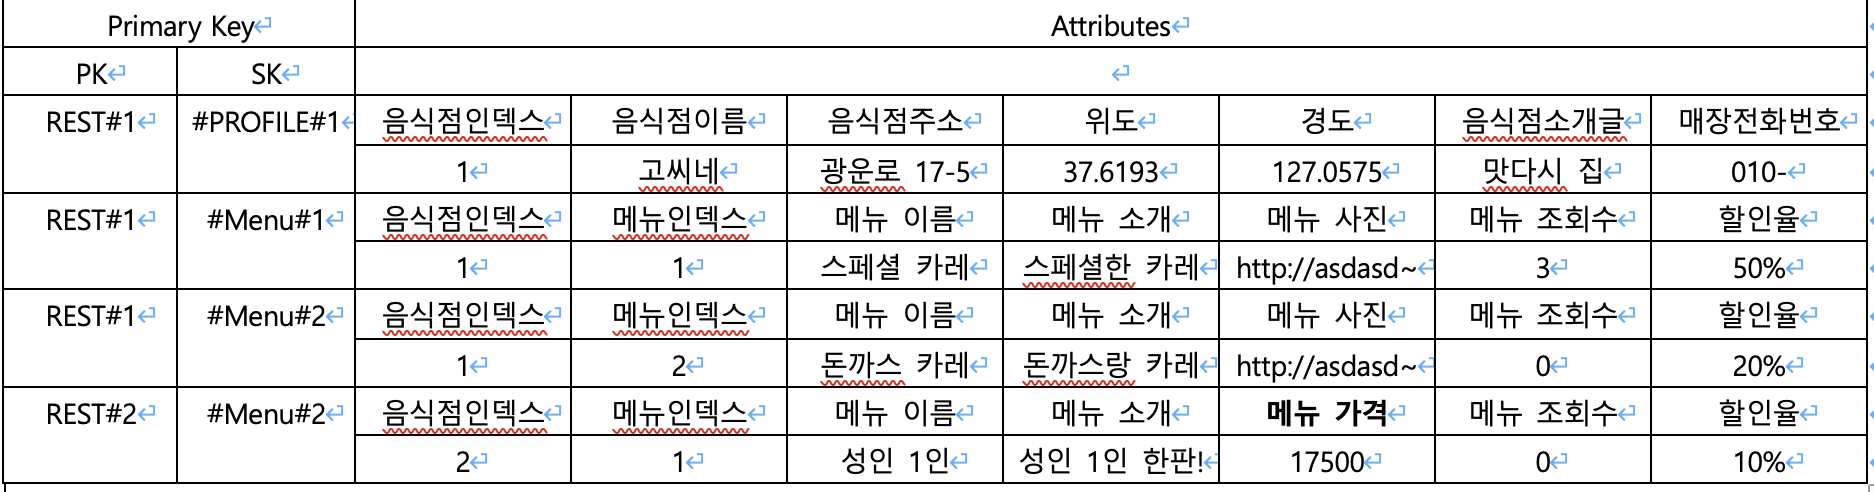 Primary Key Attributes
PK SK
REST#1 #PROFILE#1 음식점인덱스 음식점이름 음식점주소 위도 경도 음식점소개글 매장전화번호
1 고씨네 광운로 17-5 37.6193 127.0575 맛다시 집 010-
REST#1 #Menu#1 음식점인덱스 메뉴인덱스 메뉴 이름 메뉴 소개 메뉴 사진 메뉴 조회수 할인율
1 1 스페셜 카레 스페셜한 카레 http://asdasd~ 3 50%
REST#1 #Menu#2 음식점인덱스 메뉴인덱스 메뉴 이름 메뉴 소개 메뉴 사진 메뉴 조회수 할인율
1 2 돈까스 카레 돈까스랑 카레 http://asdasd~ 0 20%
REST#2 #Menu#2 음식점인덱스 메뉴인덱스 메뉴 이름 메뉴 소개 메뉴 가격 메뉴 조회수 할인율
2 1 성인 1인 성인 1인 한판! 17500 0 10%